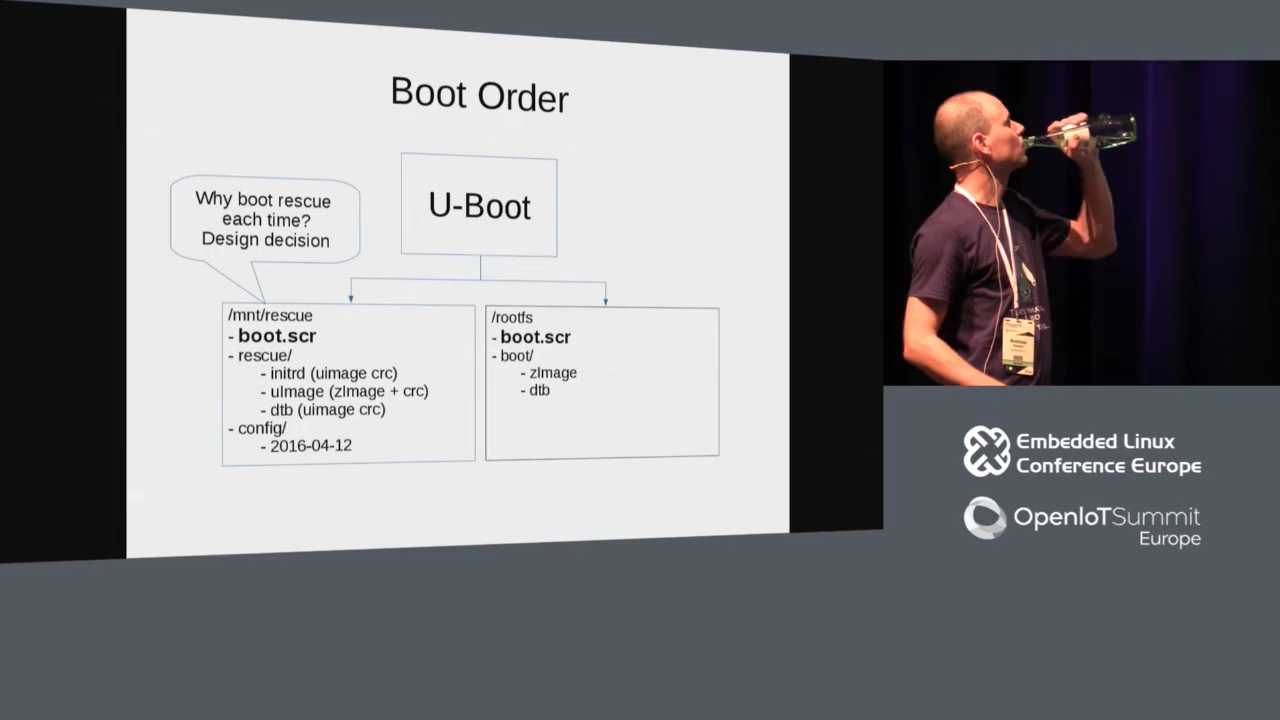 Boot Order
U-Boot
Why boot rescue
each time?
Design decision
/mnt/rescue
- boot.scr
- rescue/
- initrd (uimage crc)
- uImage (zImage + crc)
- dtb (uimage crc)
- config/
- 2016-04-12
/rootfs
- boot.scr
- boot/
- zImage
- dtb
Embedded Linux
Conference Europe
OpenIoTSummit
Europe